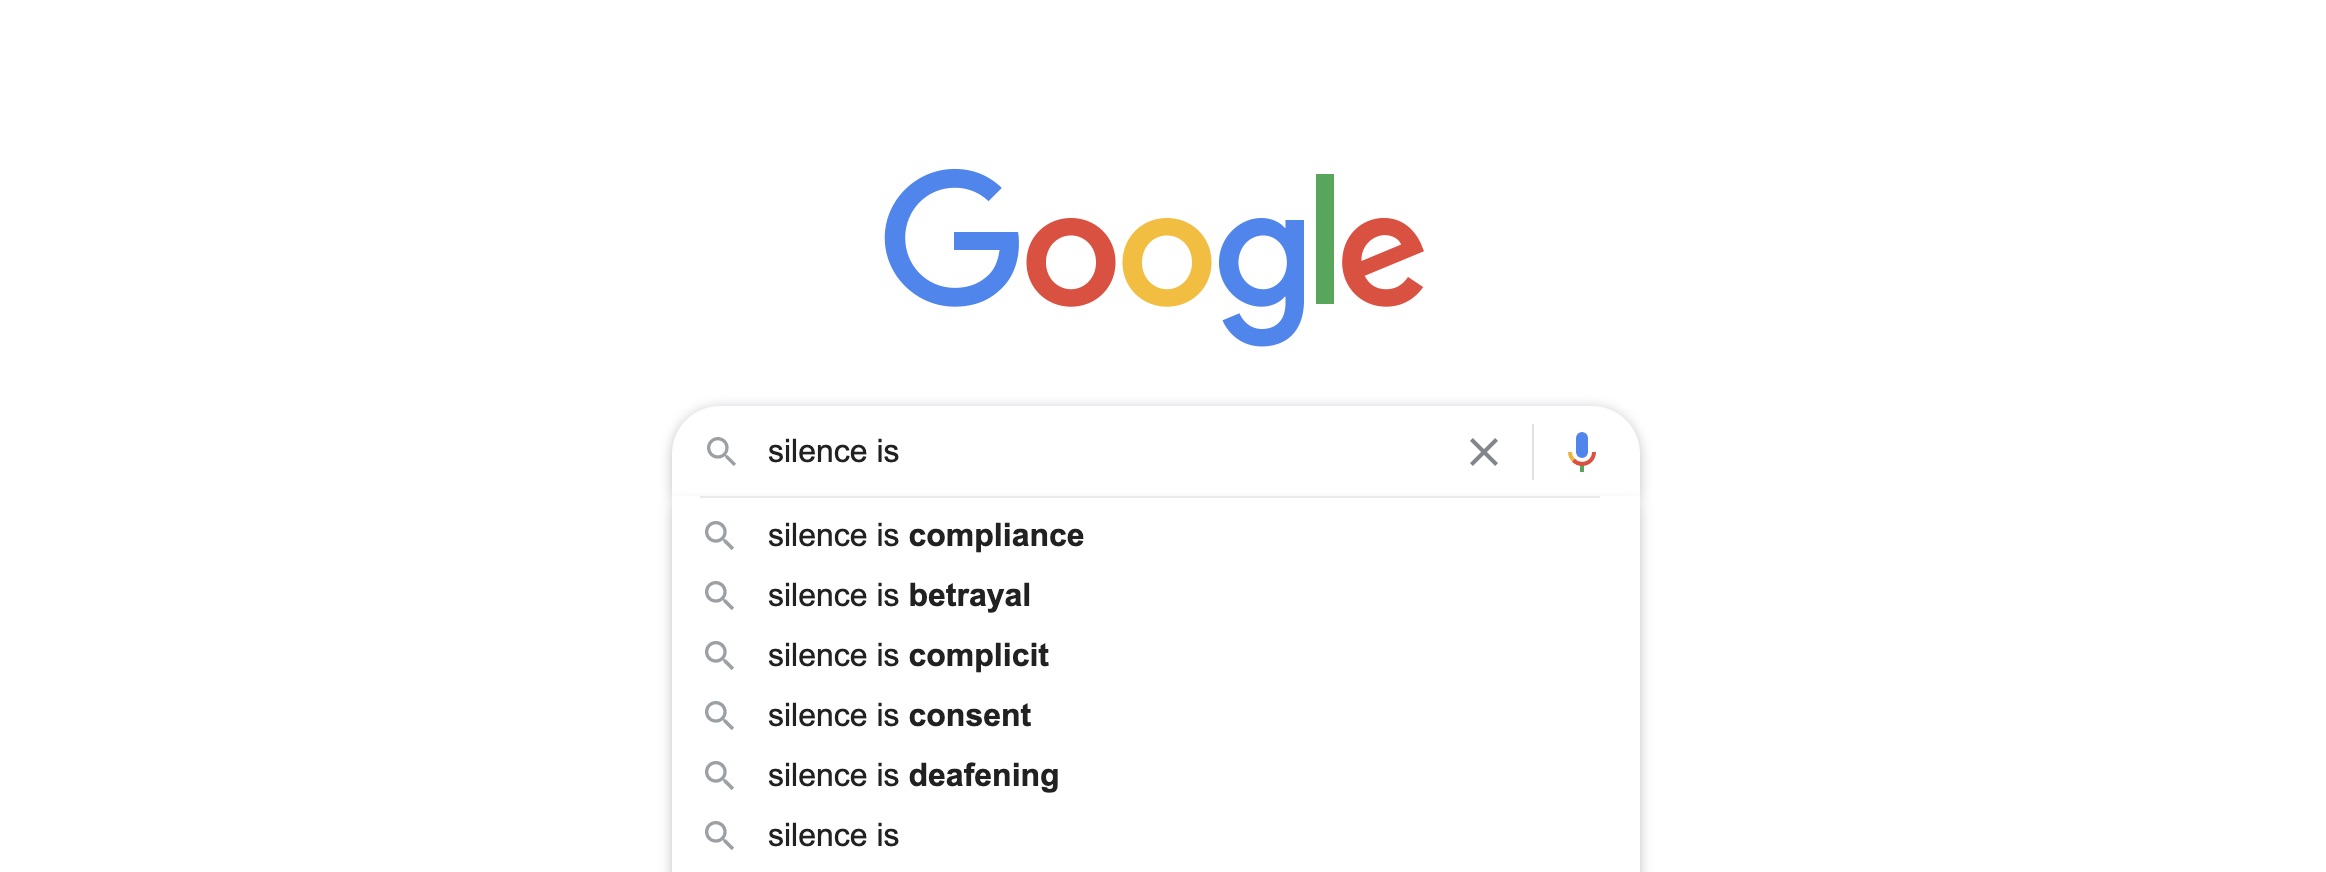 Google
silence is
silence is compliance
silence is betrayal
silence is complicit
silence is consent
silence is deafening
silence is